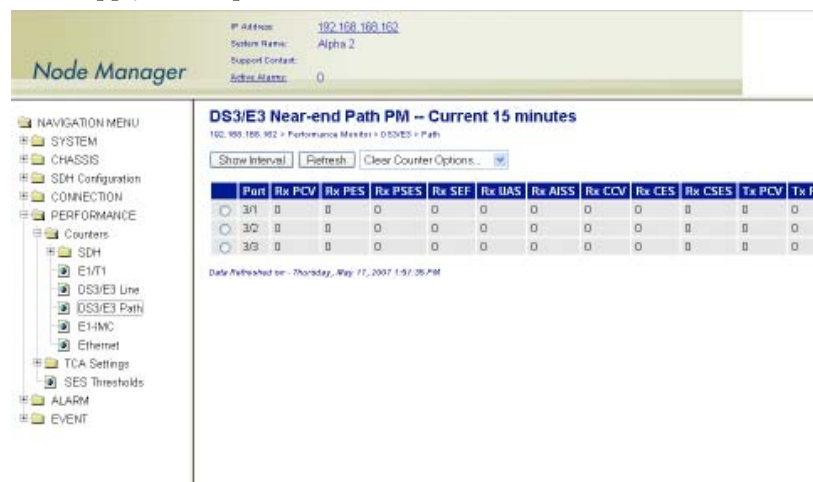 IP Address: 192.168.168.162
System Name: Alpha 2
Support Contact:
Active Alarms: 0
Node Manager
NAVIGATION MENU
SYSTEM
CHASSIS
SDH Configuration
CONNECTION
PERFORMANCE
Counters
SDH
E1/T1
DS3/E3 Line
DS3/E3 Path
E1-IMC
Ethernet
TCA Settings
SES Thresholds
ALARM
EVENT
DS3/E3 Near-end Path PM -- Current 15 minutes
192.168.168.162 > Performance Monitor > DS3/E3 > Path
Show Interval Refresh Clear Counter Options...
Port Rx PCV Rx PES Rx PSES Rx SEF Rx UAS Rx AISS Rx CCV Rx CES Rx CSES Tx PCV Tx
3/1 0 0 0 0 0 0 0 0 0 0 0
3/2 0 0 0 0 0 0 0 0 0 0 0
3/3 0 0 0 0 0 0 0 0 0 0 0
Data Refreshed on - Thursday, May 17, 2007 1:57:35 PM